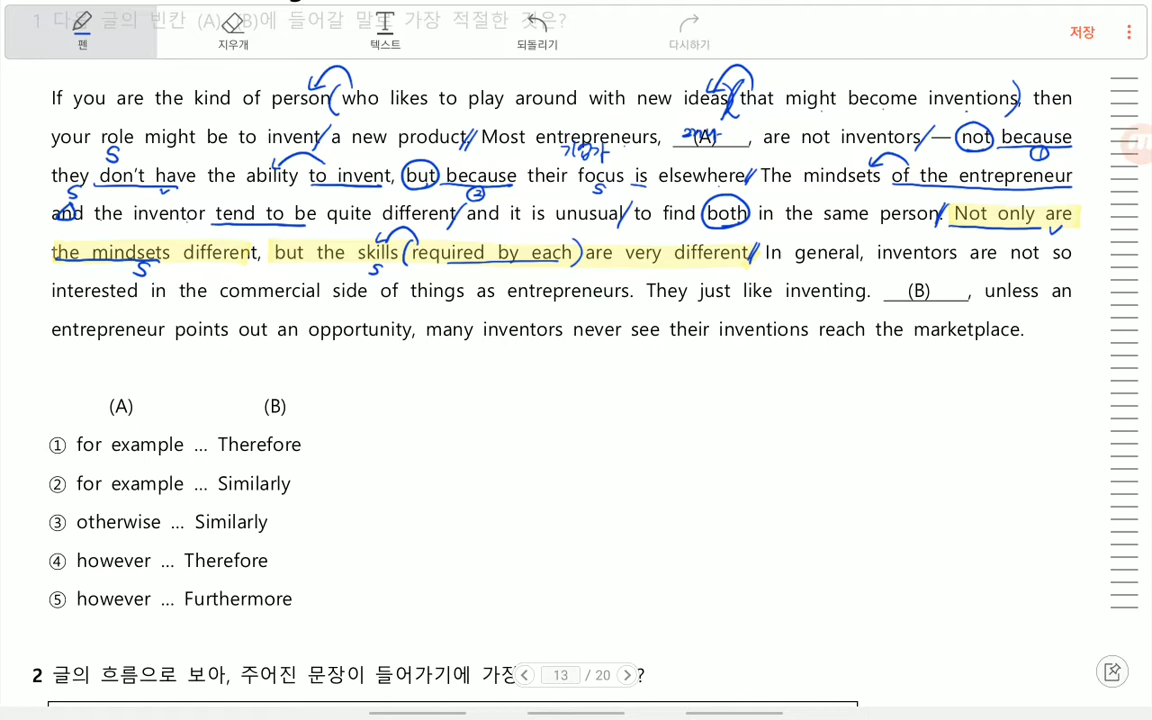 1 다음 글의 빈칸 (A), (B)에 들어갈 말로 가장 적절한 것은?
펜 지우개 텍스트 되돌리기 다시하기 저장
If you are the kind of person who likes to play around with new ideas that might become inventions, then
your role might be to invent a new product. Most entrepreneurs, (A), are not inventors — not because
S 기업가 ①
they don't have the ability to invent, but because their focus is elsewhere. The mindsets of the entrepreneur
S v ② S
and the inventor tend to be quite different and it is unusual to find both in the same person. Not only are
v
the mindsets different, but the skills required by each are very different. In general, inventors are not so
S S
interested in the commercial side of things as entrepreneurs. They just like inventing. (B), unless an
entrepreneur points out an opportunity, many inventors never see their inventions reach the marketplace.
(A) (B)
① for example ... Therefore
② for example ... Similarly
③ otherwise ... Similarly
④ however ... Therefore
⑤ however ... Furthermore
2 글의 흐름으로 보아, 주어진 문장이 들어가기에 가장 13 / 20 ?